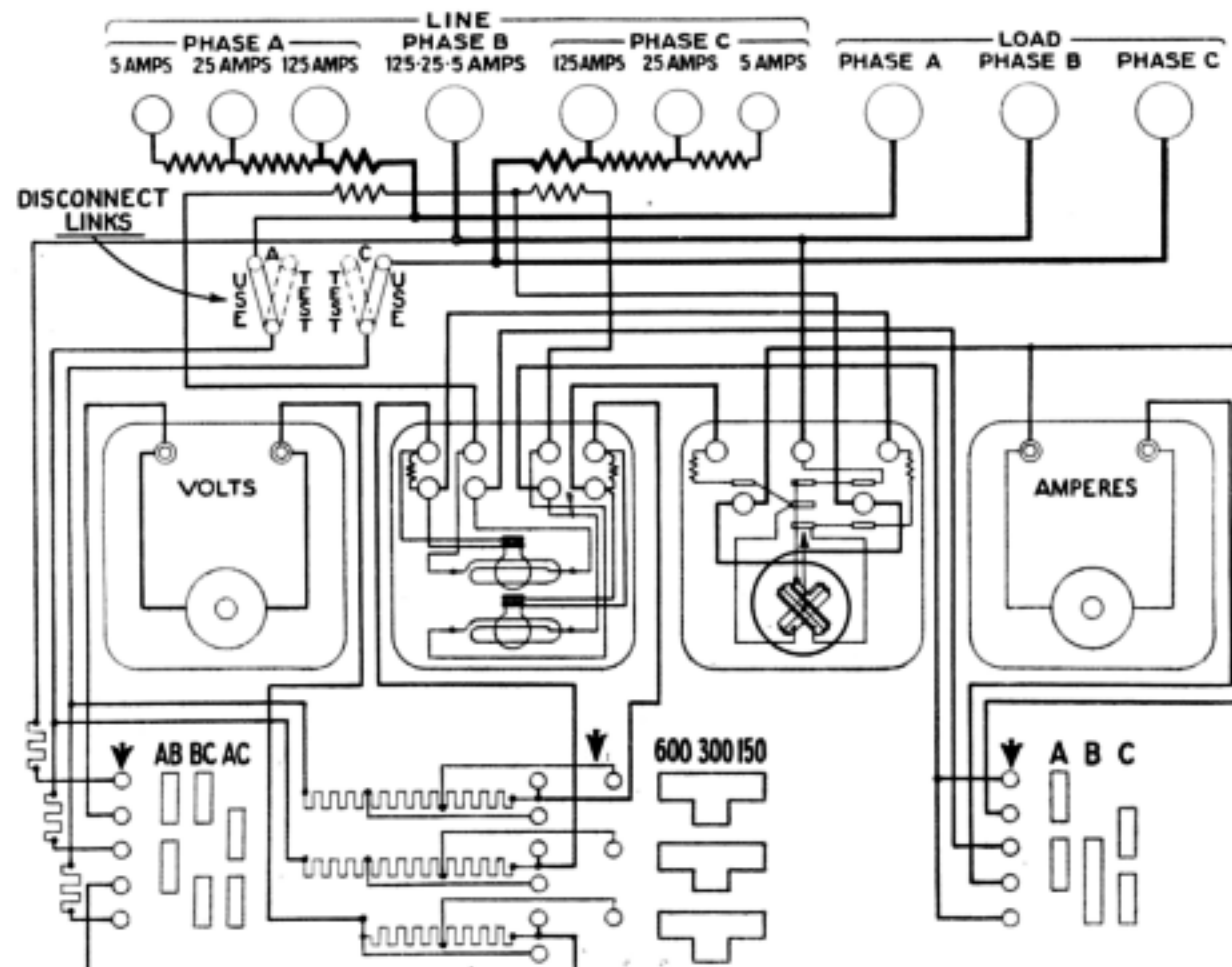 LINE
PHASE A PHASE B PHASE C
5 AMPS 25 AMPS 125 AMPS 125-25-5 AMPS 125 AMPS 25 AMPS 5 AMPS
LOAD
PHASE A PHASE B PHASE C
DISCONNECT
LINKS
A
C
USE
TEST
TEST
USE
VOLTS
AMPERES
AB BC AC
600 300 150
A B C